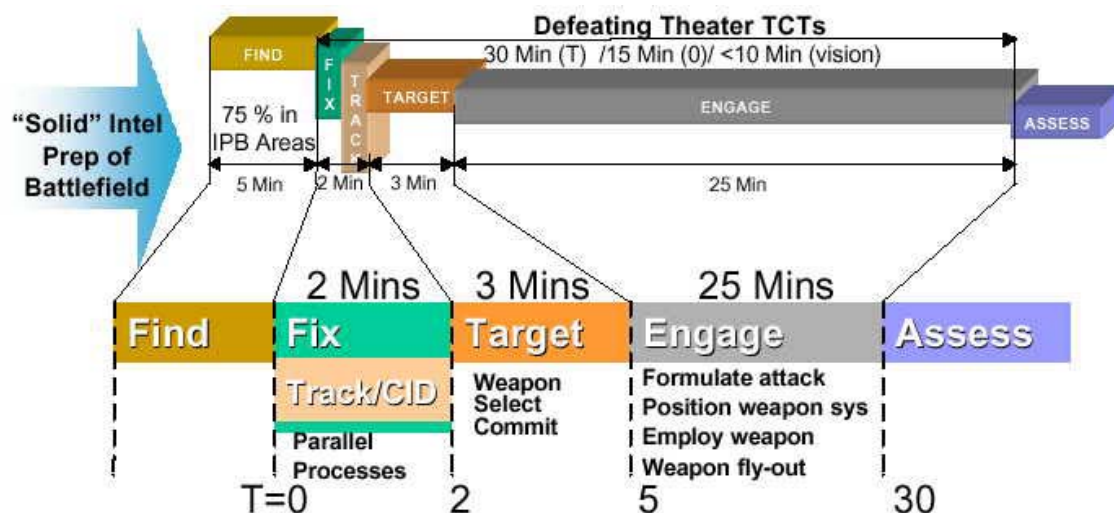 Defeating Theater TCTs
30 Min (T) /15 Min (0)/ <10 Min (vision)
FIND
FIX
TRACK
TARGET
ENGAGE
ASSESS
“Solid” Intel
Prep of
Battlefield
75 % in
IPB Areas
5 Min
2 Min
3 Min
25 Min
2 Mins
3 Mins
25 Mins
Find
Fix
Target
Engage
Assess
Track/CID
Parallel
Processes
Weapon
Select
Commit
Formulate attack
Position weapon sys
Employ weapon
Weapon fly-out
T=0
2
5
30